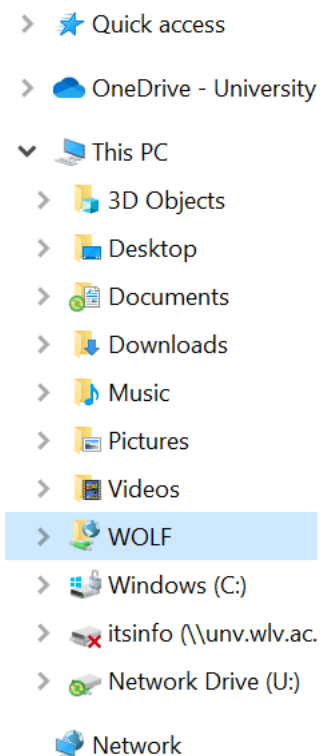 Quick access
OneDrive - University
This PC
3D Objects
Desktop
Documents
Downloads
Music
Pictures
Videos
WOLF
Windows (C:)
itsinfo (\\unv.wlv.ac.
Network Drive (U:)
Network